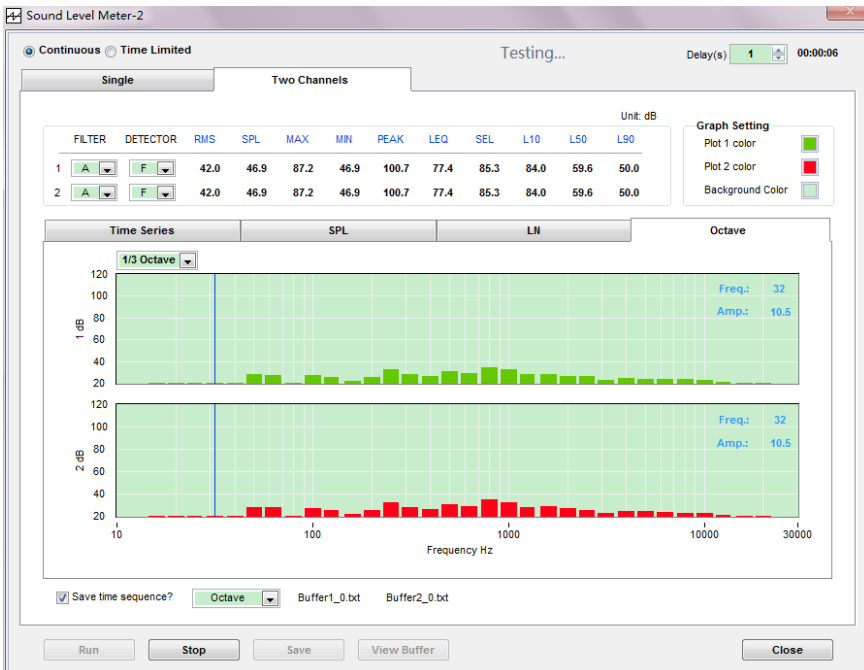 Sound Level Meter-2
Continuous Time Limited Testing... Delay(s) 1 00:00:06
Single Two Channels
Unit: dB
FILTER DETECTOR RMS SPL MAX MIN PEAK LEQ SEL L10 L50 L90
1 A F 42.0 46.9 87.2 46.9 100.7 77.4 85.3 84.0 59.6 50.0
2 A F 42.0 46.9 87.2 46.9 100.7 77.4 85.3 84.0 59.6 50.0
Graph Setting
Plot 1 color
Plot 2 color
Background Color
Time Series SPL LN Octave
1/3 Octave
120
100
80
60
40
20
1 dB
Freq.: 32
Amp.: 10.5
120
100
80
60
40
20
2 dB
Freq.: 32
Amp.: 10.5
10 100 1000 10000 30000
Frequency Hz
Save time sequence? Octave Buffer1_0.txt Buffer2_0.txt
Run Stop Save View Buffer Close